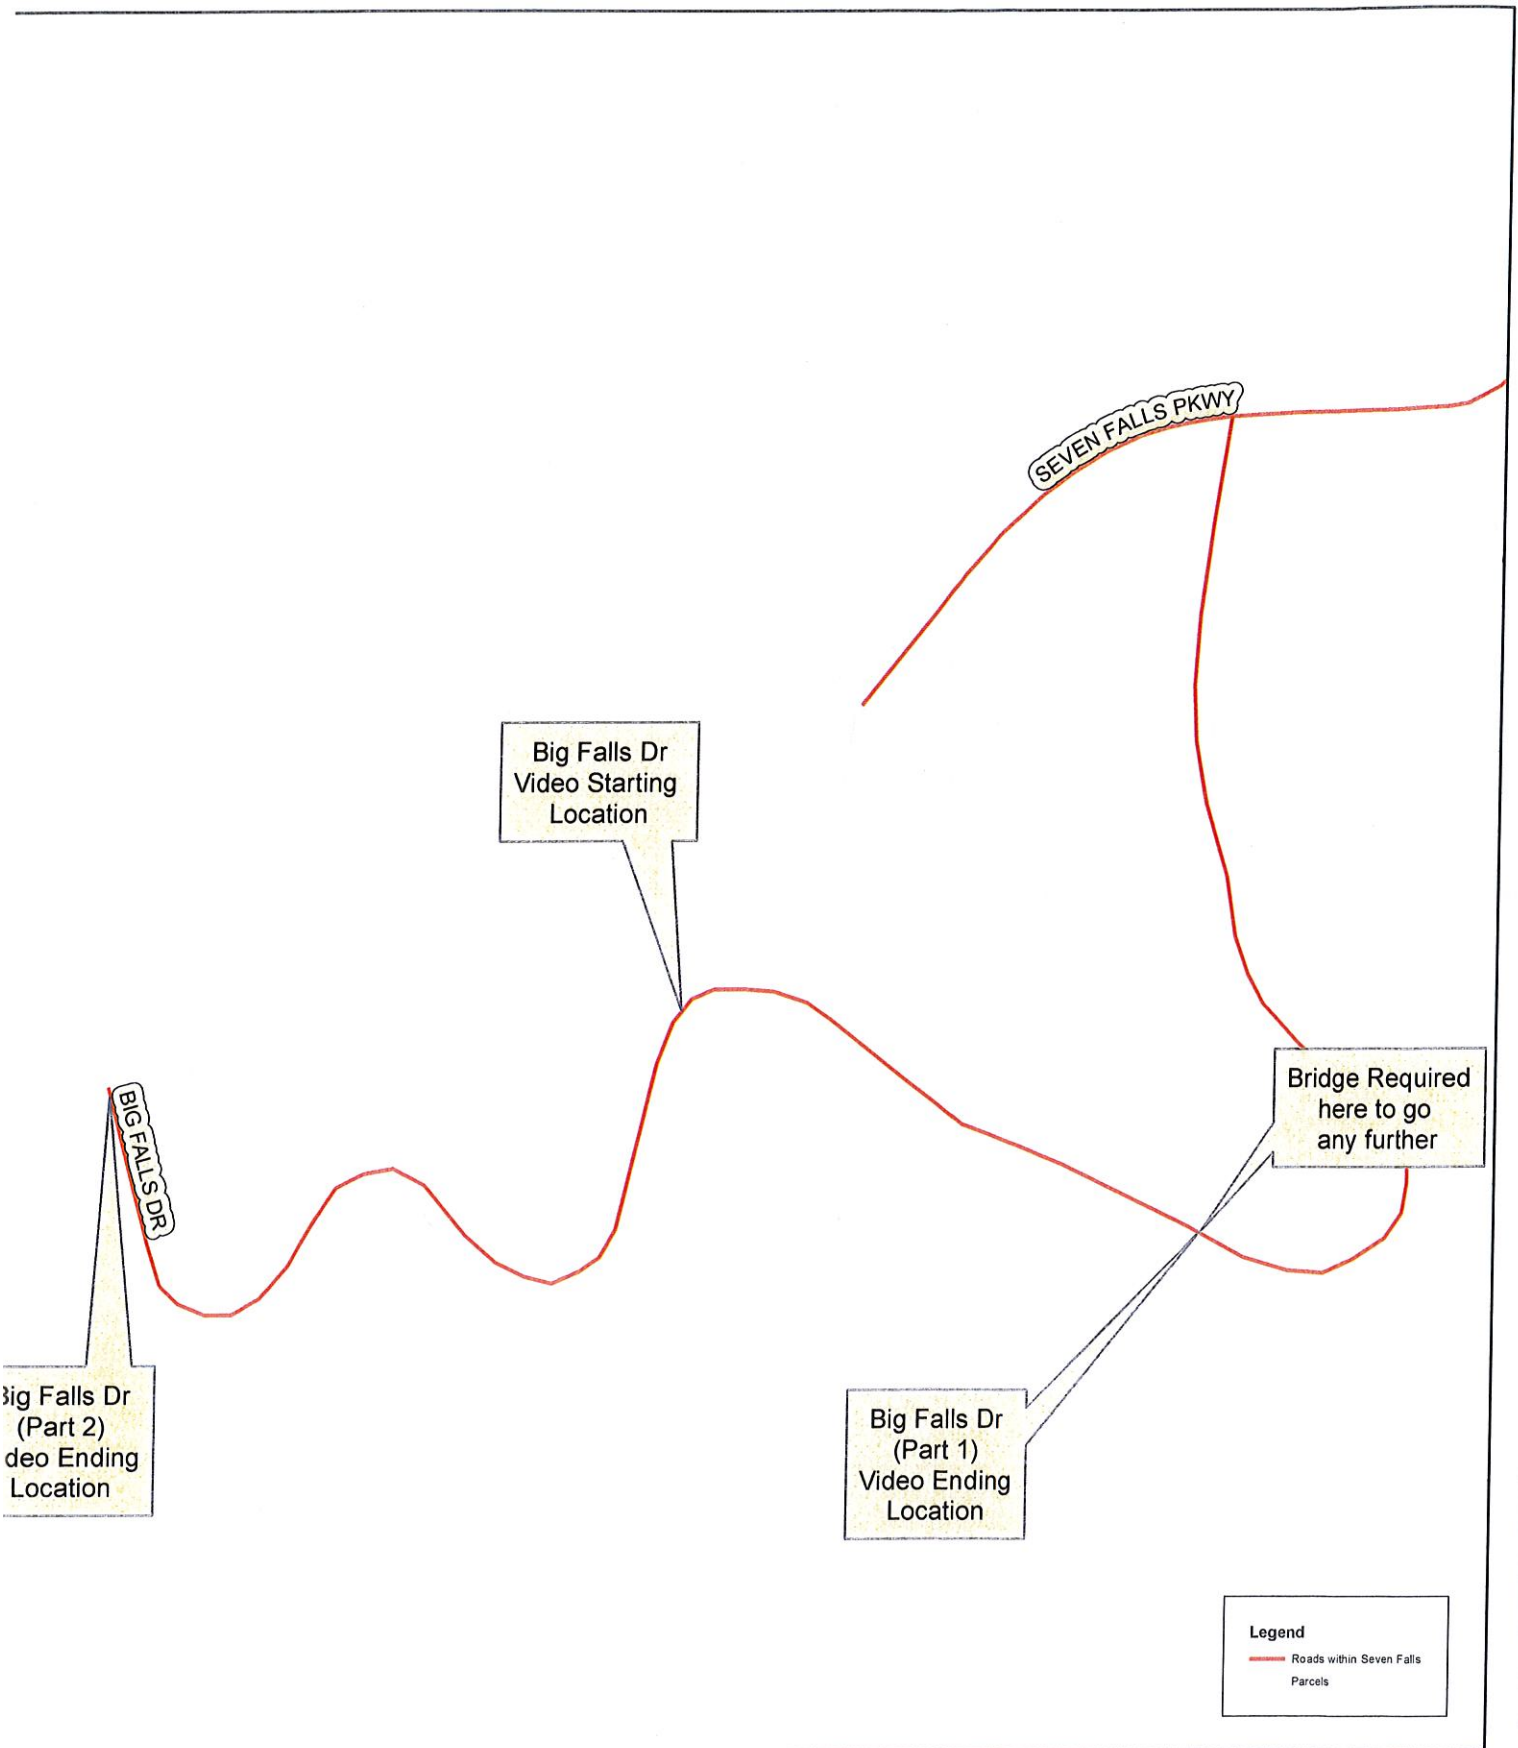 SEVEN FALLS PKWY
Big Falls Dr
Video Starting
Location
Bridge Required
here to go
any further
BIG FALLS DR
Big Falls Dr
(Part 2)
deo Ending
Location
Big Falls Dr
(Part 1)
Video Ending
Location
Legend
Roads within Seven Falls
Parcels